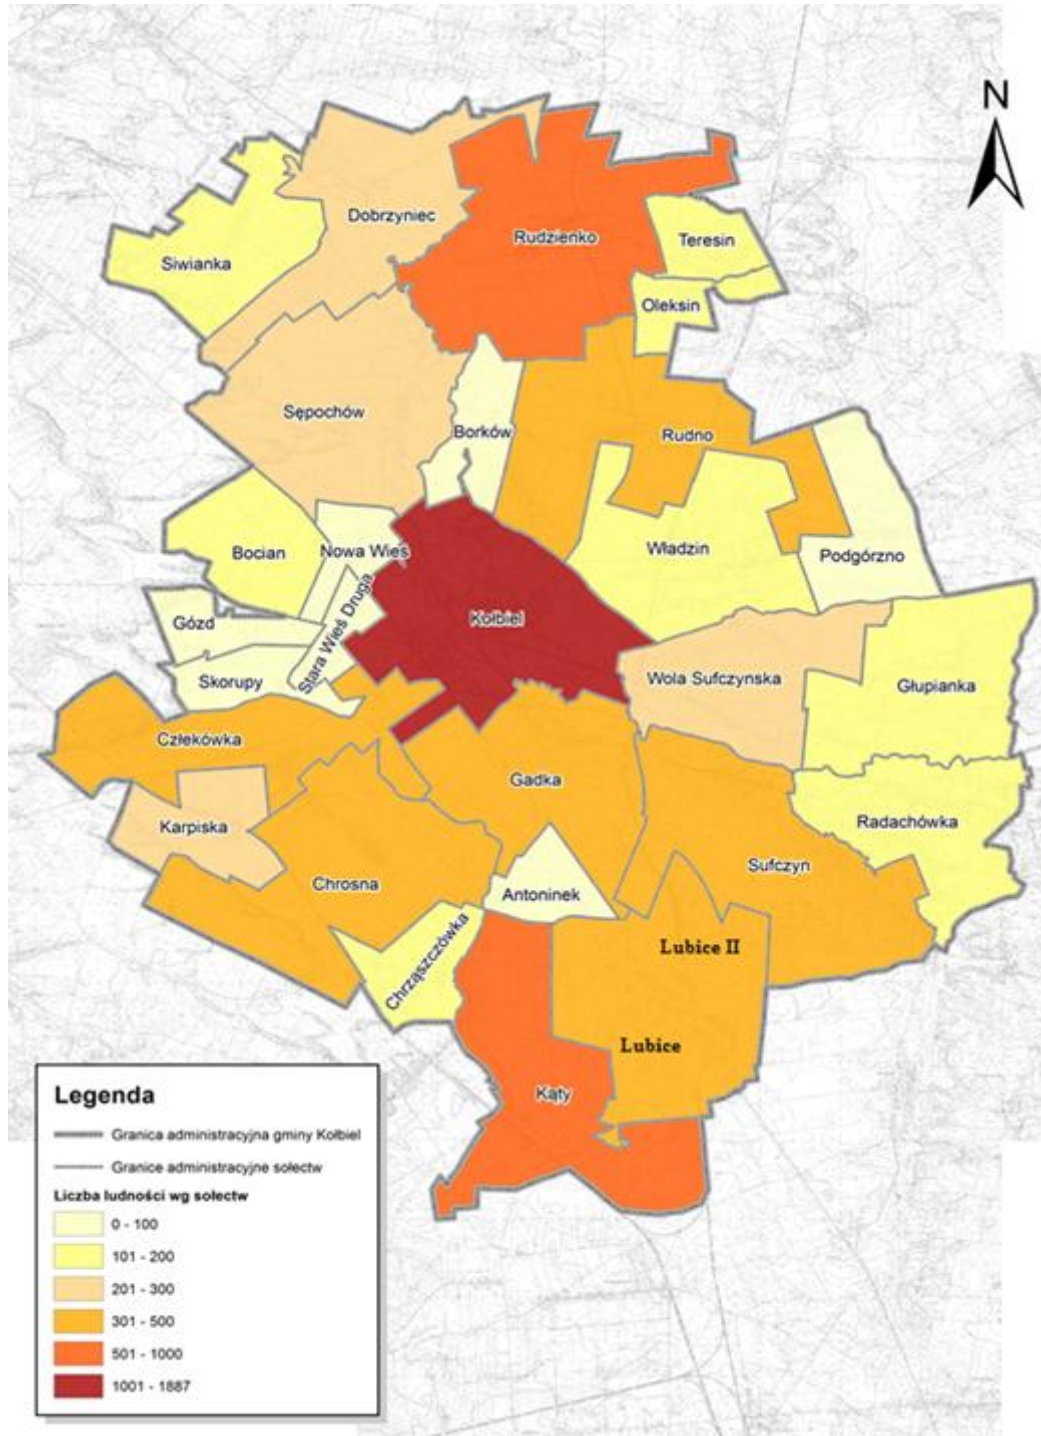 N
Dobrzyniec
Rudzienko
Teresin
Siwianka
Oleksin
Sępochów
Borków
Rudno
Bocian
Nowa Wieś
Władzin
Podgórzno
Stara Wieś Druga
Gózd
Kołbiel
Skorupy
Wola Sufczynska
Głupianka
Człekówka
Gadka
Karpiska
Radachówka
Sufczyn
Chrosna
Antoninek
Chrząszczówka
Lubice II
Lubice
Kąty
Legenda
Granica administracyjna gminy Kołbiel
Granice administracyjne sołectw
Liczba ludności wg sołectw
0 - 100
101 - 200
201 - 300
301 - 500
501 - 1000
1001 - 1887